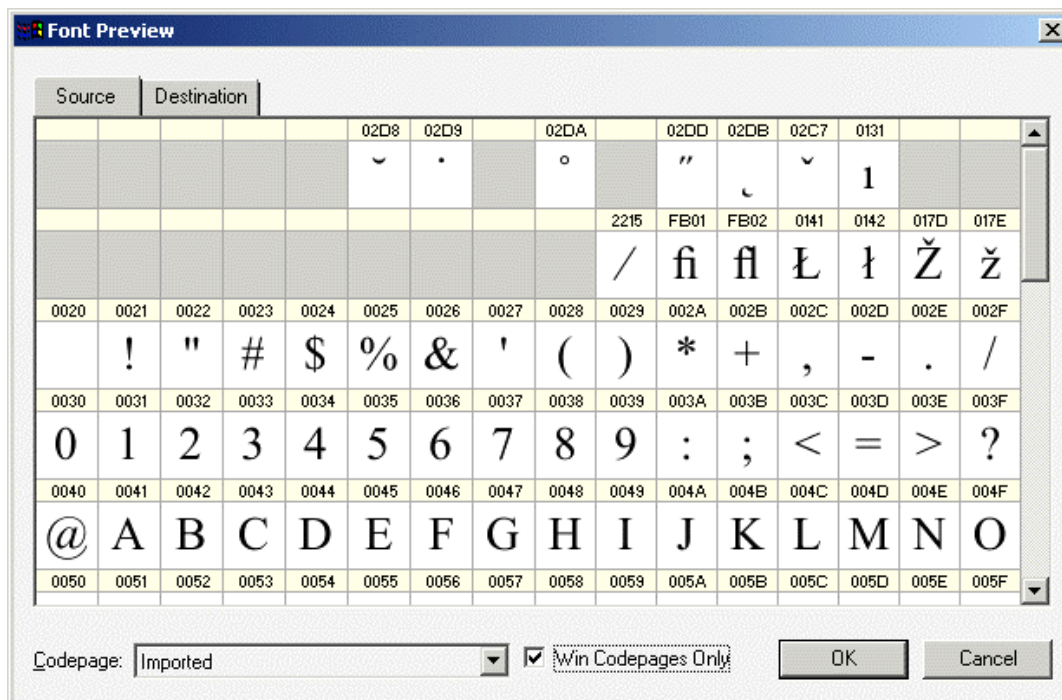 Font Preview
Source Destination
02D8 02D9 02DA 02DD 02DB 02C7 0131
˘ ˙ ˚ ˝ ˛ ˇ ı
2215 FB01 FB02 0141 0142 017D 017E
∕ fi fl Ł ł Ž ž
0020 0021 0022 0023 0024 0025 0026 0027 0028 0029 002A 002B 002C 002D 002E 002F
! " # $ % & ' ( ) * + , - . /
0030 0031 0032 0033 0034 0035 0036 0037 0038 0039 003A 003B 003C 003D 003E 003F
0 1 2 3 4 5 6 7 8 9 : ; < = > ?
0040 0041 0042 0043 0044 0045 0046 0047 0048 0049 004A 004B 004C 004D 004E 004F
@ A B C D E F G H I J K L M N O
0050 0051 0052 0053 0054 0055 0056 0057 0058 0059 005A 005B 005C 005D 005E 005F
Codepage: Imported Win Codepages Only OK Cancel